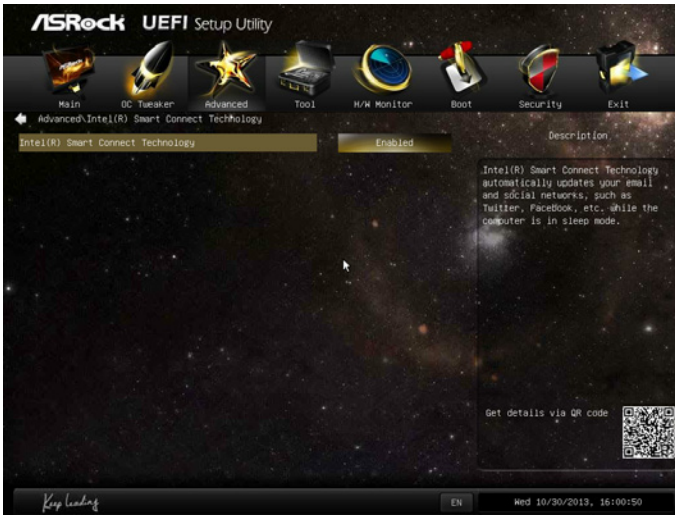 ASRock UEFI Setup Utility
Main OC Tweaker Advanced Tool H/W Monitor Boot Security Exit
Advanced\Intel(R) Smart Connect Technology
Intel(R) Smart Connect Technology Enabled
Description
Intel(R) Smart Connect Technology
automatically updates your email
and social networks, such as
Twitter, FaceBook, etc. while the
computer is in sleep mode.
Get details via QR code
Keep Leading
EN
Wed 10/30/2013, 16:00:50